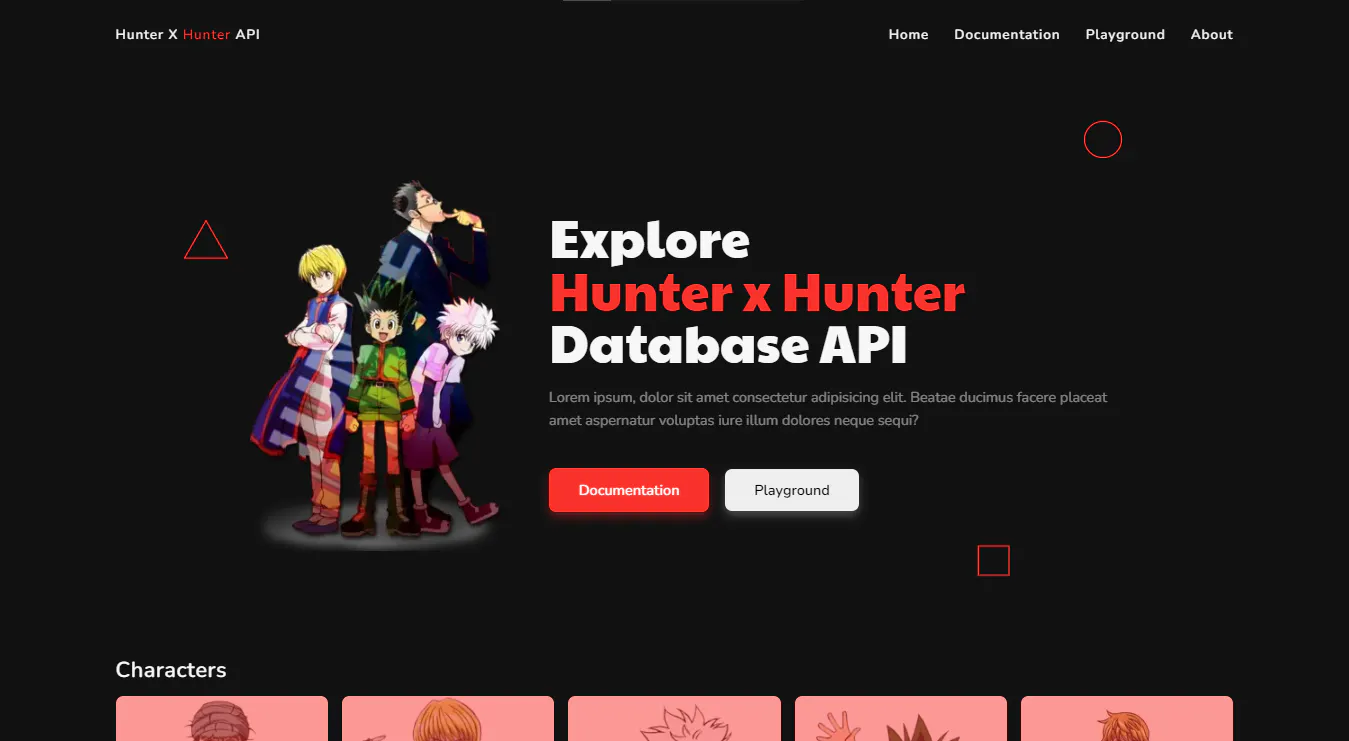 Hunter X Hunter API
Home
Documentation
Playground
About
Explore
Hunter x Hunter
Database API
Lorem ipsum, dolor sit amet consectetur adipisicing elit. Beatae ducimus facere placeat
amet aspernatur voluptas iure illum dolores neque sequi?
Documentation
Playground
Characters